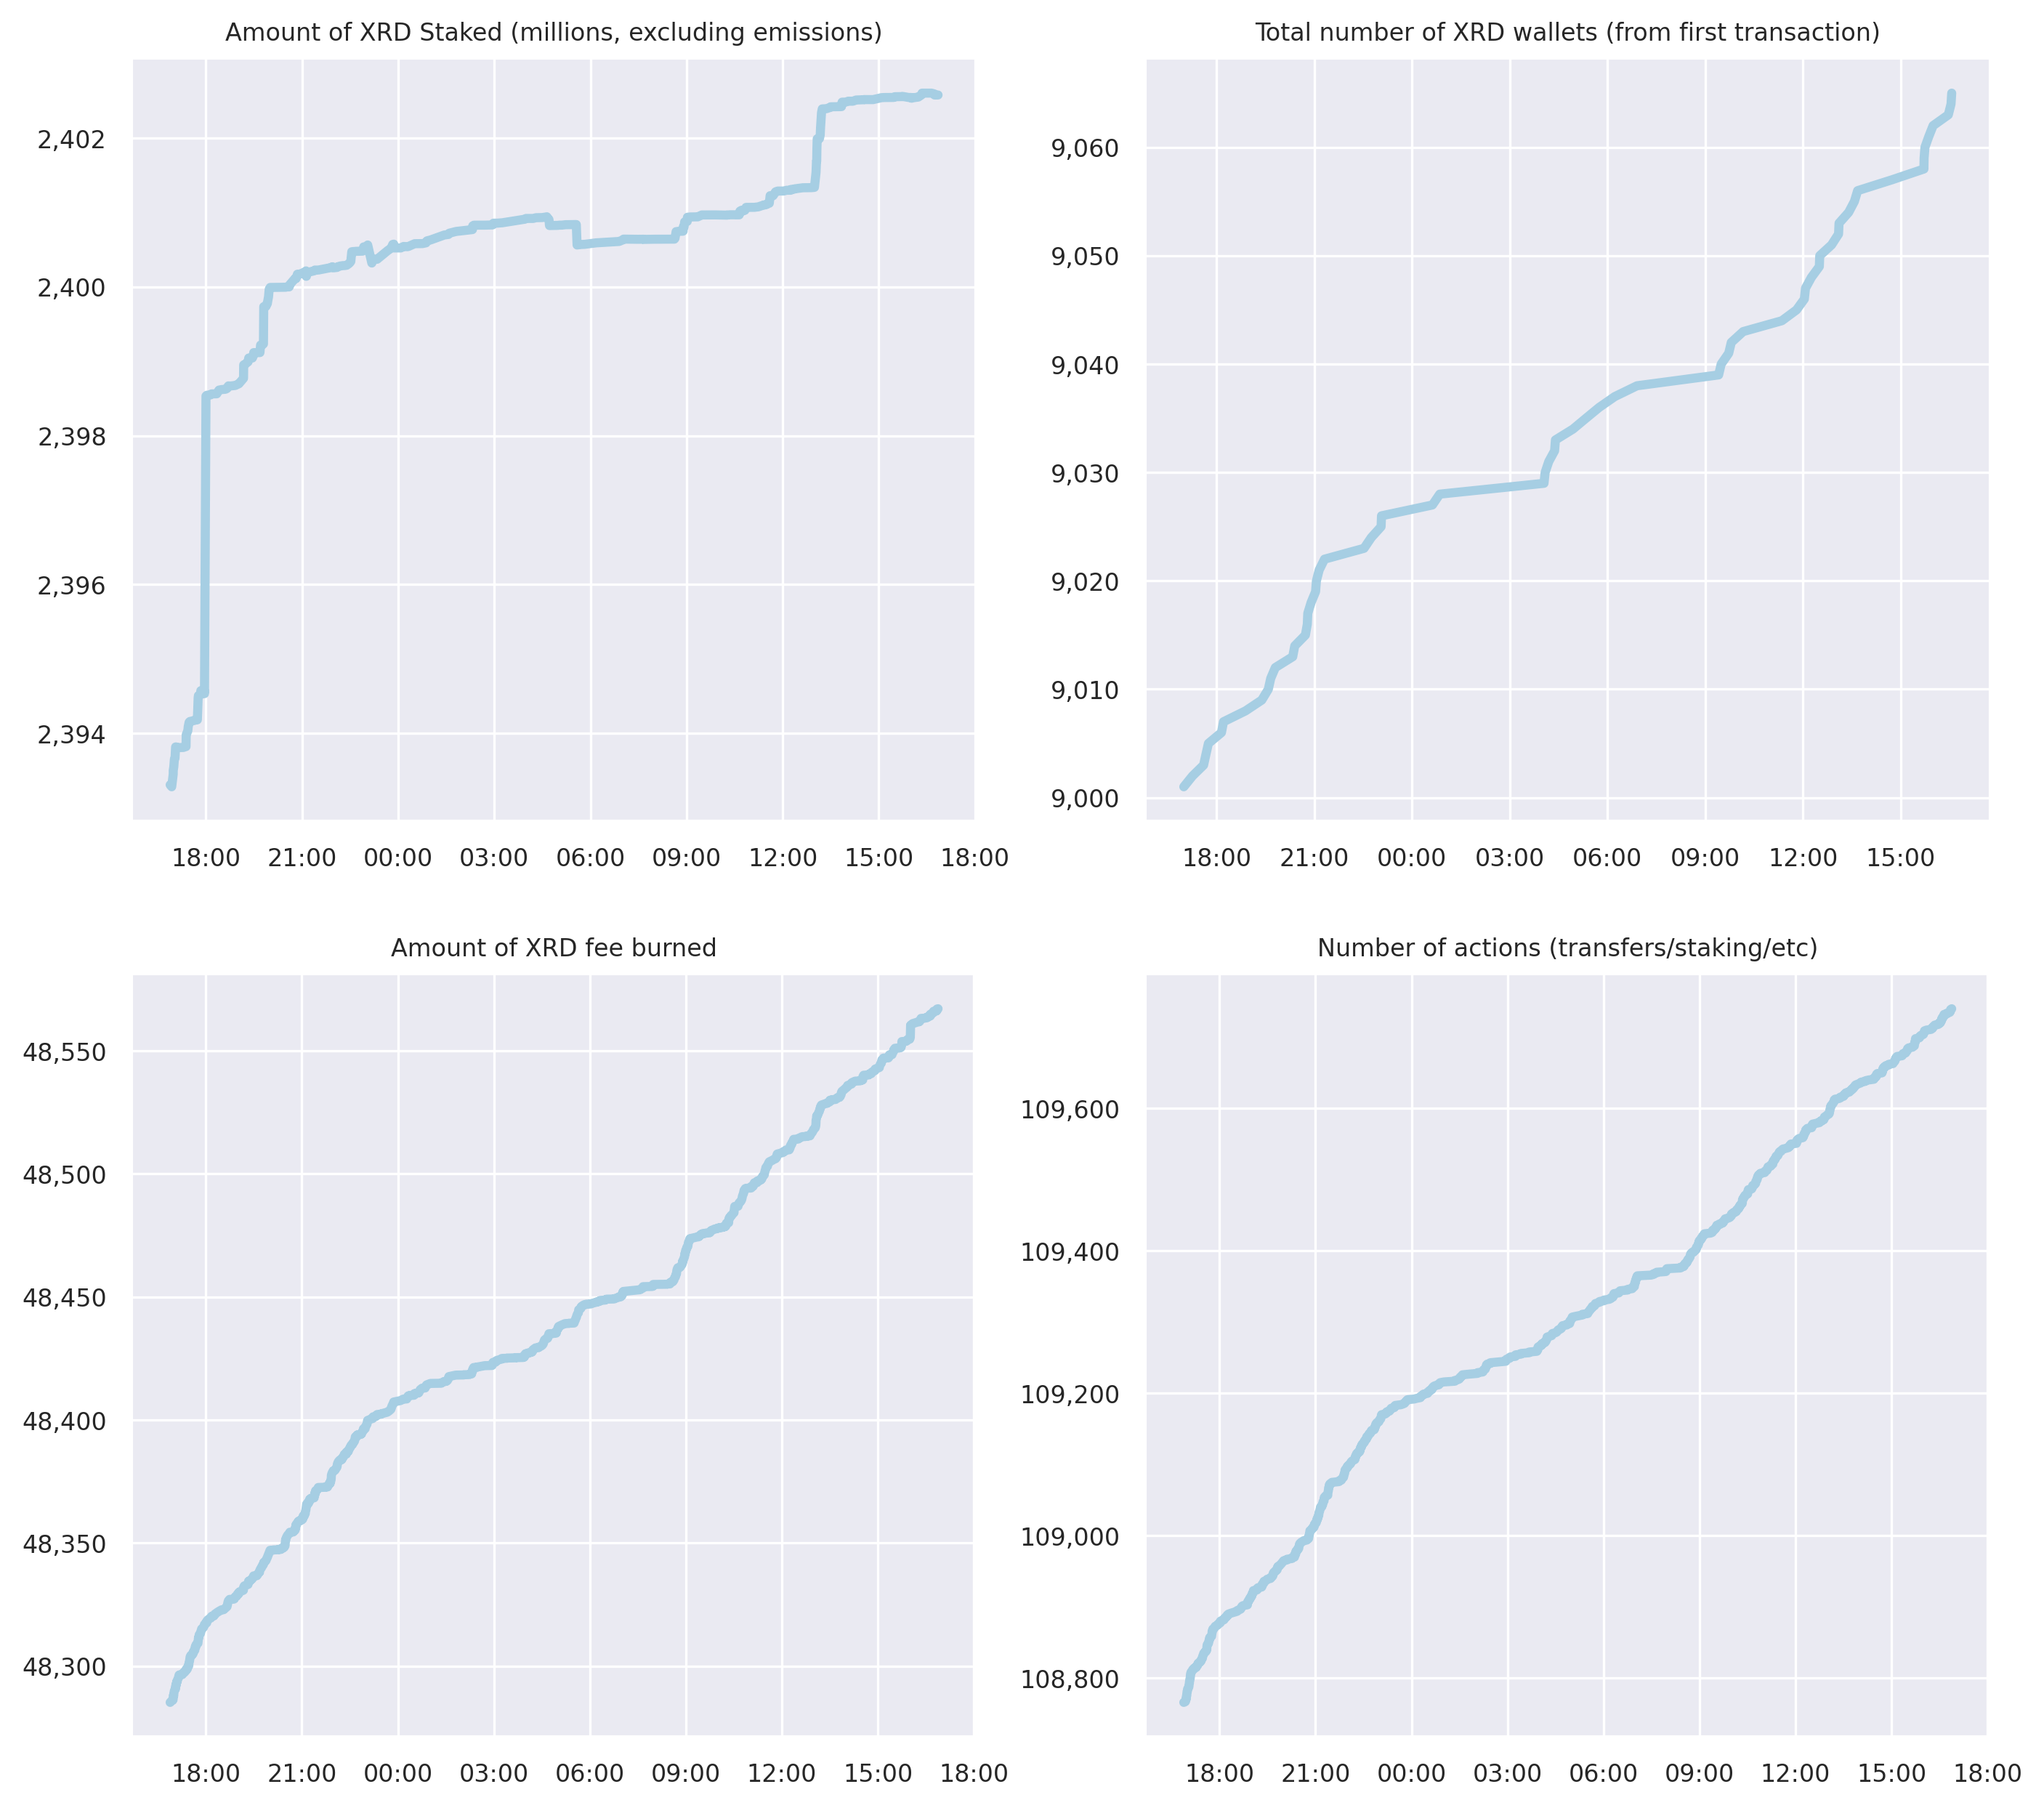 Amount of XRD Staked (millions, excluding emissions)
2,402
2,400
2,398
2,396
2,394
18:00 21:00 00:00 03:00 06:00 09:00 12:00 15:00 18:00
Total number of XRD wallets (from first transaction)
9,060
9,050
9,040
9,030
9,020
9,010
9,000
18:00 21:00 00:00 03:00 06:00 09:00 12:00 15:00
Amount of XRD fee burned
48,550
48,500
48,450
48,400
48,350
48,300
18:00 21:00 00:00 03:00 06:00 09:00 12:00 15:00 18:00
Number of actions (transfers/staking/etc)
109,600
109,400
109,200
109,000
108,800
18:00 21:00 00:00 03:00 06:00 09:00 12:00 15:00 18:00